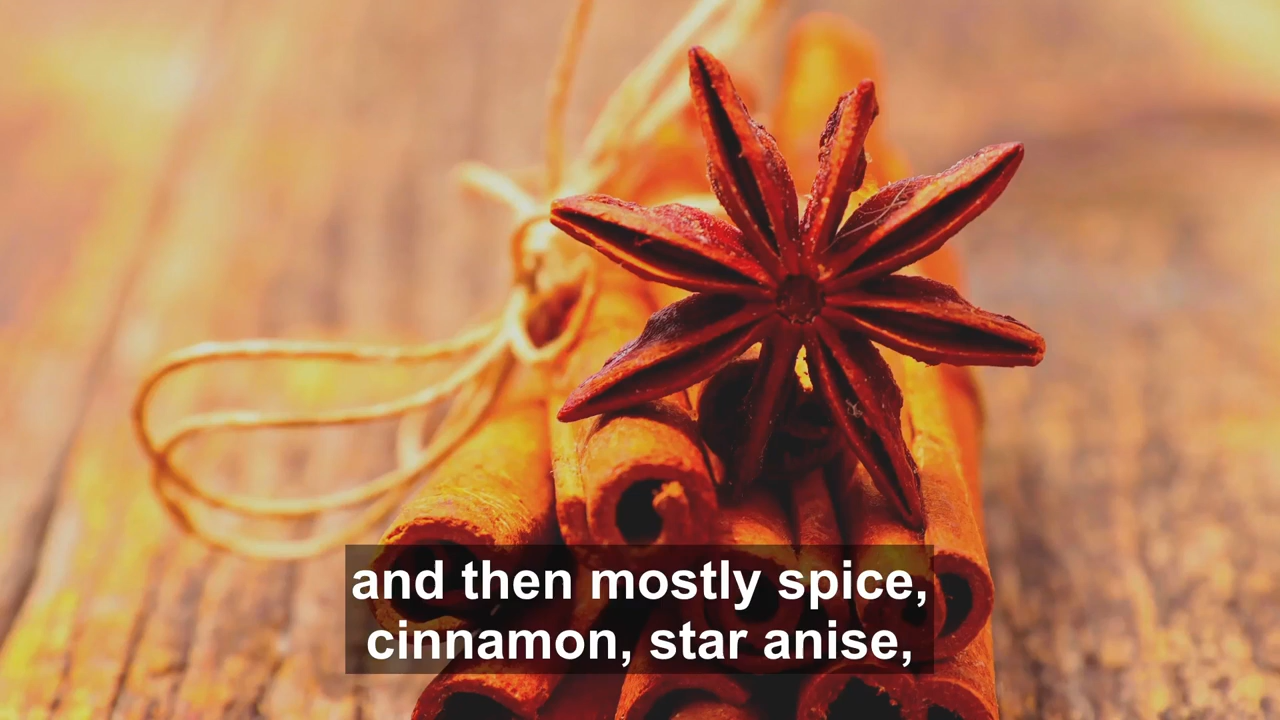 and then mostly spice,
cinnamon, star anise,